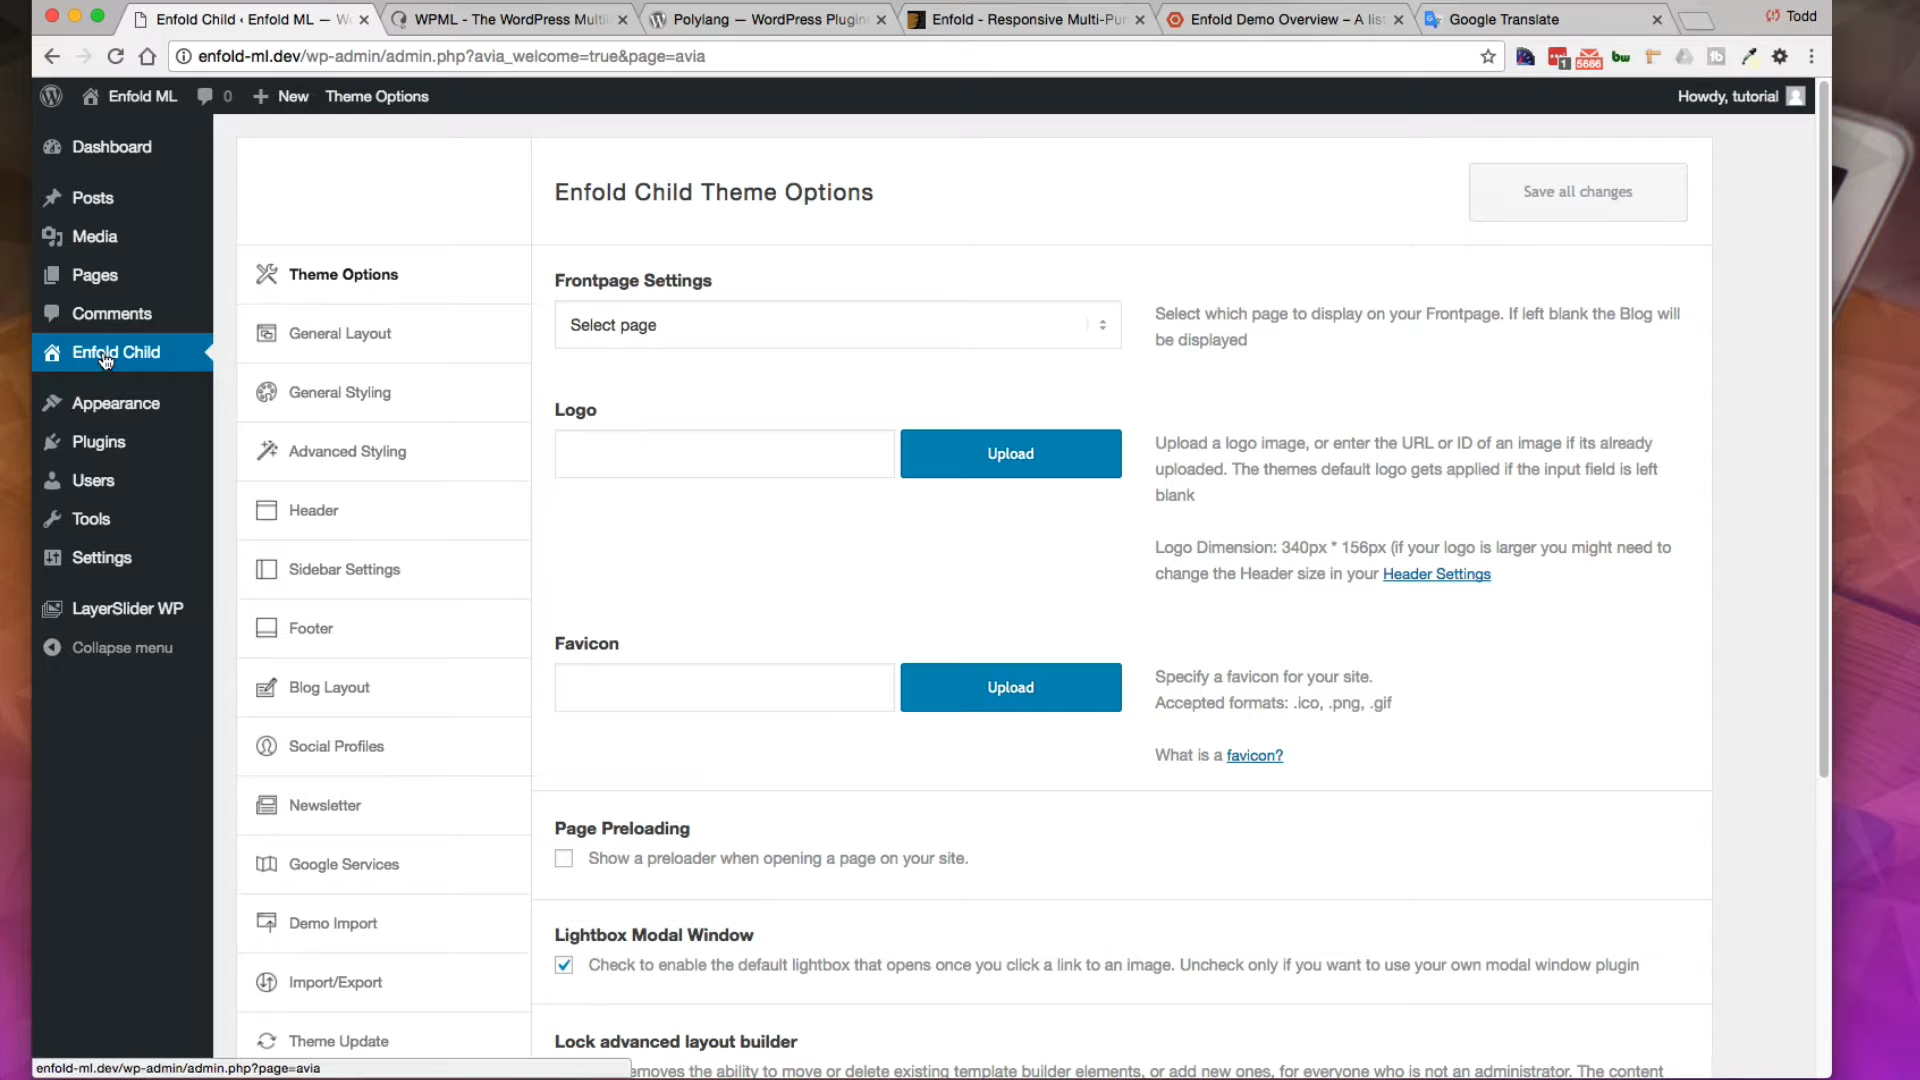 Enfold Child ‹ Enfold ML — W
WPML - The WordPress Multil
Polylang — WordPress Plugin
Enfold - Responsive Multi-Pur
Enfold Demo Overview – A list
Google Translate
Todd
enfold-ml.dev/wp-admin/admin.php?avia_welcome=true&page=avia
1
5666
bw
Enfold ML
0
New
Theme Options
Howdy, tutorial
Dashboard
Posts
Media
Pages
Comments
Enfold Child
Appearance
Plugins
Users
Tools
Settings
LayerSlider WP
Collapse menu
Theme Options
General Layout
General Styling
Advanced Styling
Header
Sidebar Settings
Footer
Blog Layout
Social Profiles
Newsletter
Google Services
Demo Import
Import/Export
Theme Update
Enfold Child Theme Options
Save all changes
Frontpage Settings
Select page
Select which page to display on your Frontpage. If left blank the Blog will
be displayed
Logo
Upload
Upload a logo image, or enter the URL or ID of an image if its already
uploaded. The themes default logo gets applied if the input field is left
blank
Logo Dimension: 340px * 156px (if your logo is larger you might need to
change the Header size in your Header Settings
Favicon
Upload
Specify a favicon for your site.
Accepted formats: .ico, .png, .gif
What is a favicon?
Page Preloading
Show a preloader when opening a page on your site.
Lightbox Modal Window
Check to enable the default lightbox that opens once you click a link to an image. Uncheck only if you want to use your own modal window plugin
Lock advanced layout builder
emoves the ability to move or delete existing template builder elements, or add new ones, for everyone who is not an administrator. The content
enfold-ml.dev/wp-admin/admin.php?page=avia